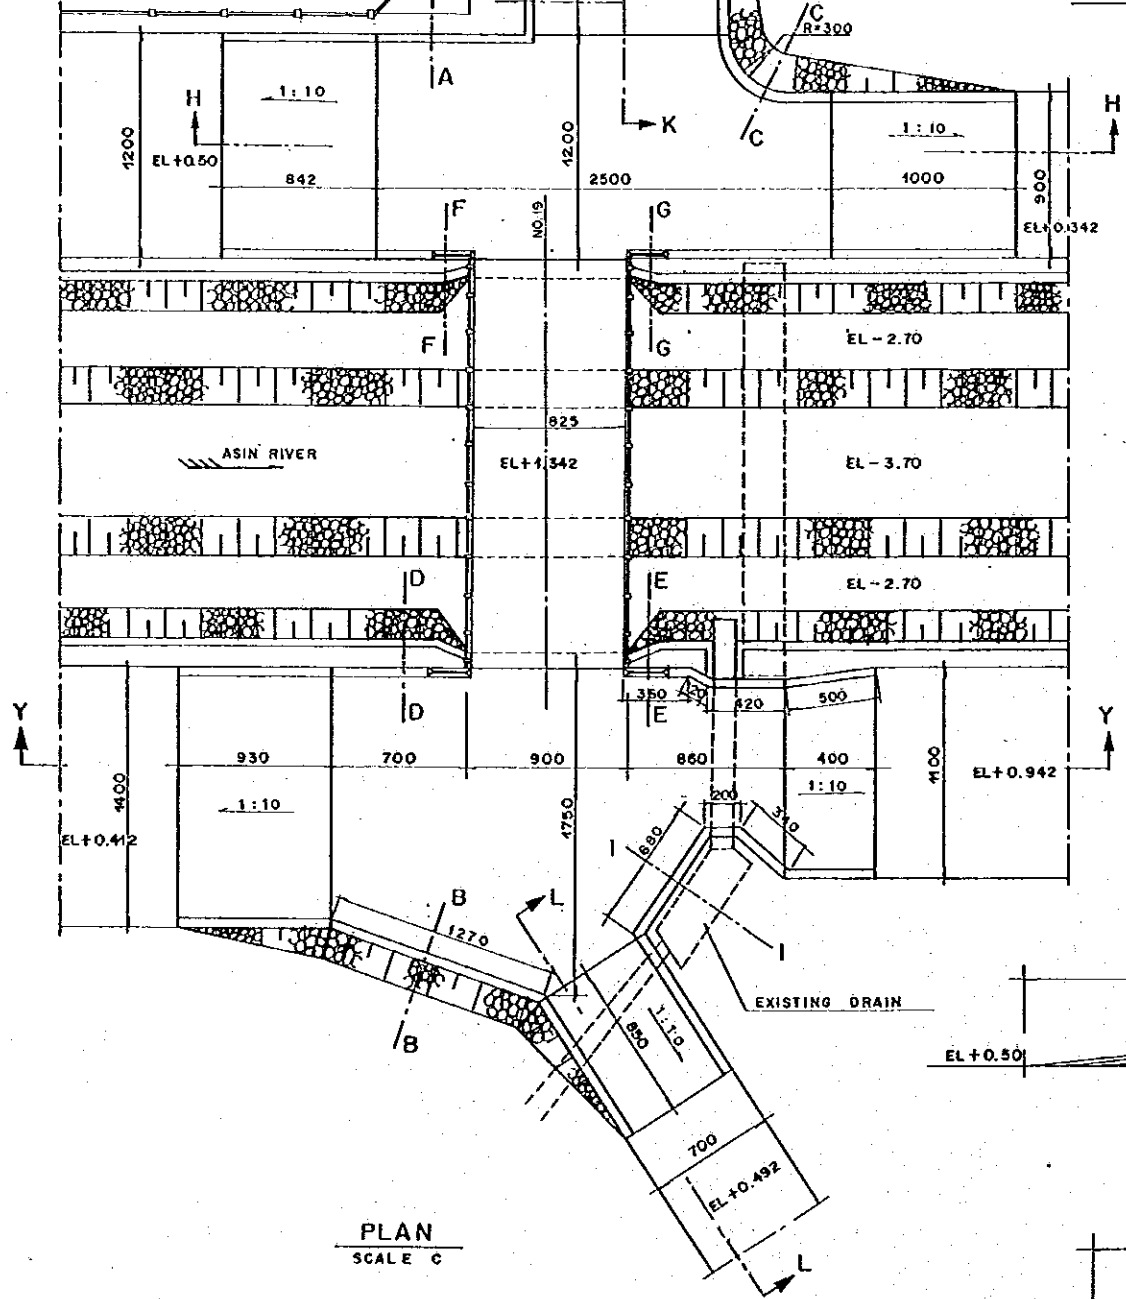 C
R=300
A
1:10
H
K
H
1:10
1200
EL+0.50
1200
C
842
2500
1000
900
F
NO.19
G
EL+0.342
F
G
EL-2.70
825
ASIN RIVER
EL+1.342
EL-3.70
D
E
EL-2.70
350
420
500
D
E
Y
Y
930
700
900
860
400
1:10
1400
1:10
1100
EL+0.942
200
310
1750
EL+0.412
680
I
B
L
1270
I
EXISTING DRAIN
850
1:10
B
EL+0.50
700
EL+0.492
PLAN
SCALE C
L